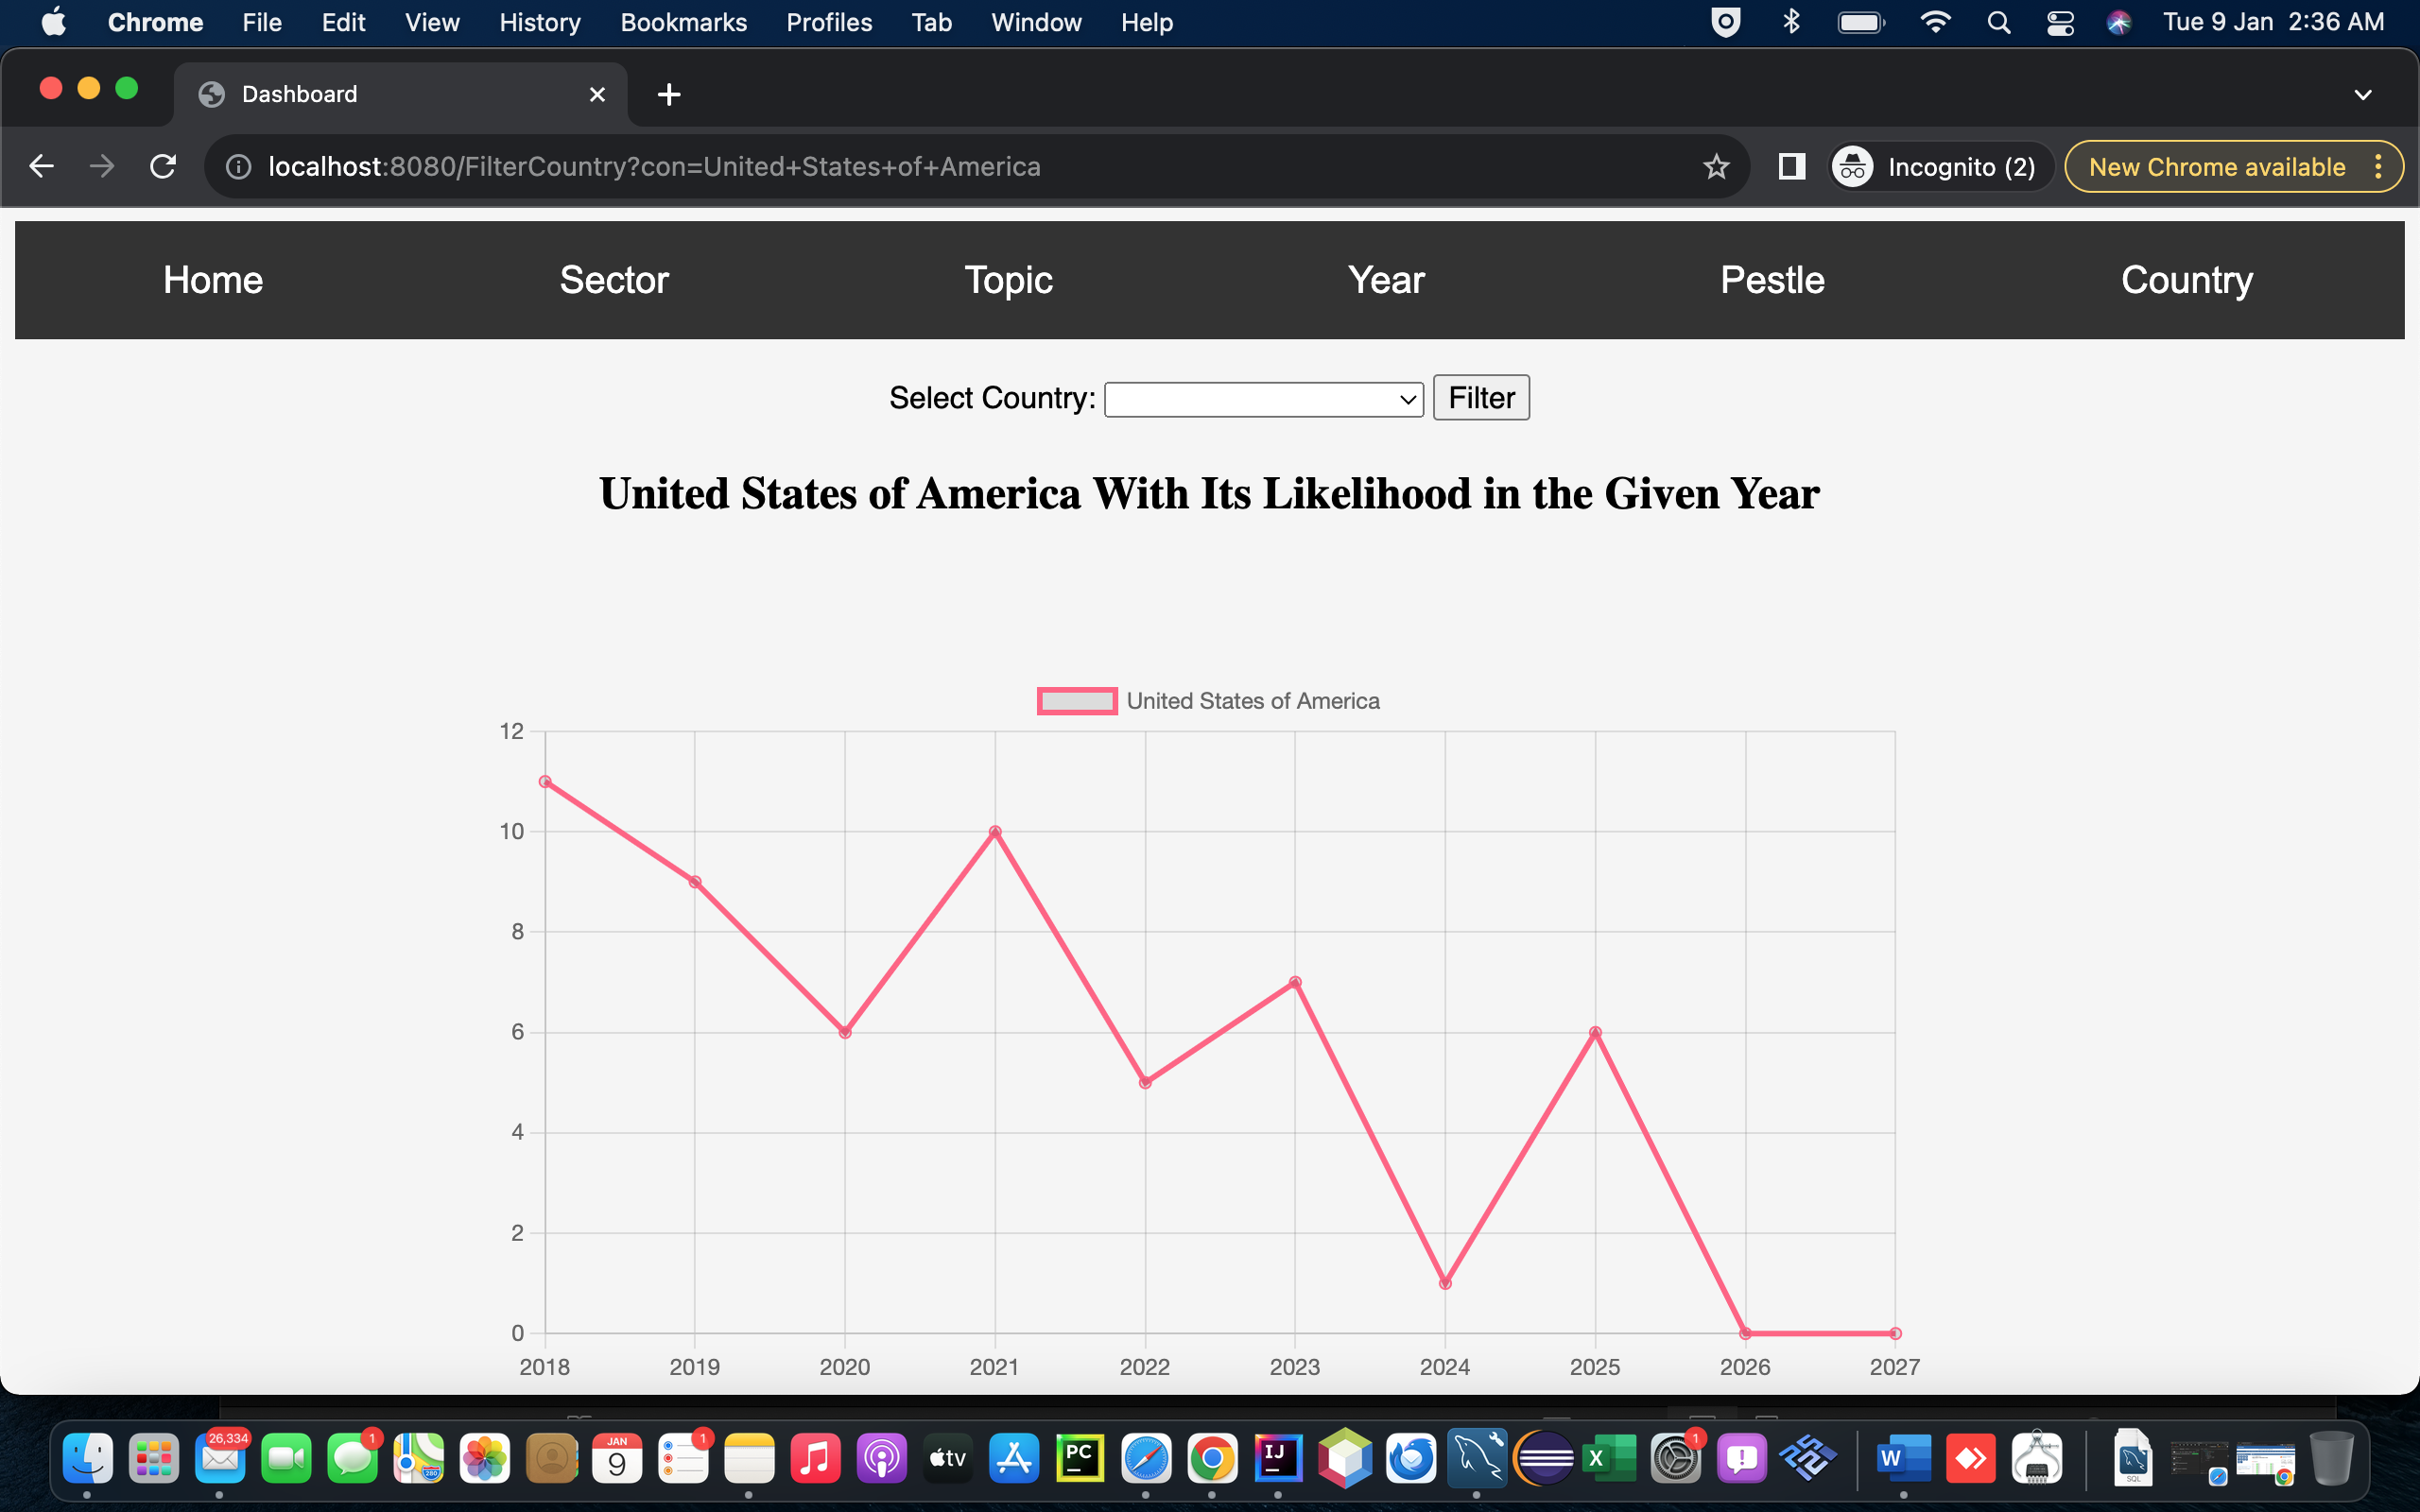 Chrome File Edit View History Bookmarks Profiles Tab Window Help Tue 9 Jan 2:36 AM
Dashboard
localhost:8080/FilterCountry?con=United+States+of+America Incognito (2) New Chrome available
Home Sector Topic Year Pestle Country
Select Country: Filter
United States of America With Its Likelihood in the Given Year
United States of America
12
10
8
6
4
2
0
2018 2019 2020 2021 2022 2023 2024 2025 2026 2027
26,334 1 280 JAN 9 1 tv PC IJ X 1 W SQL